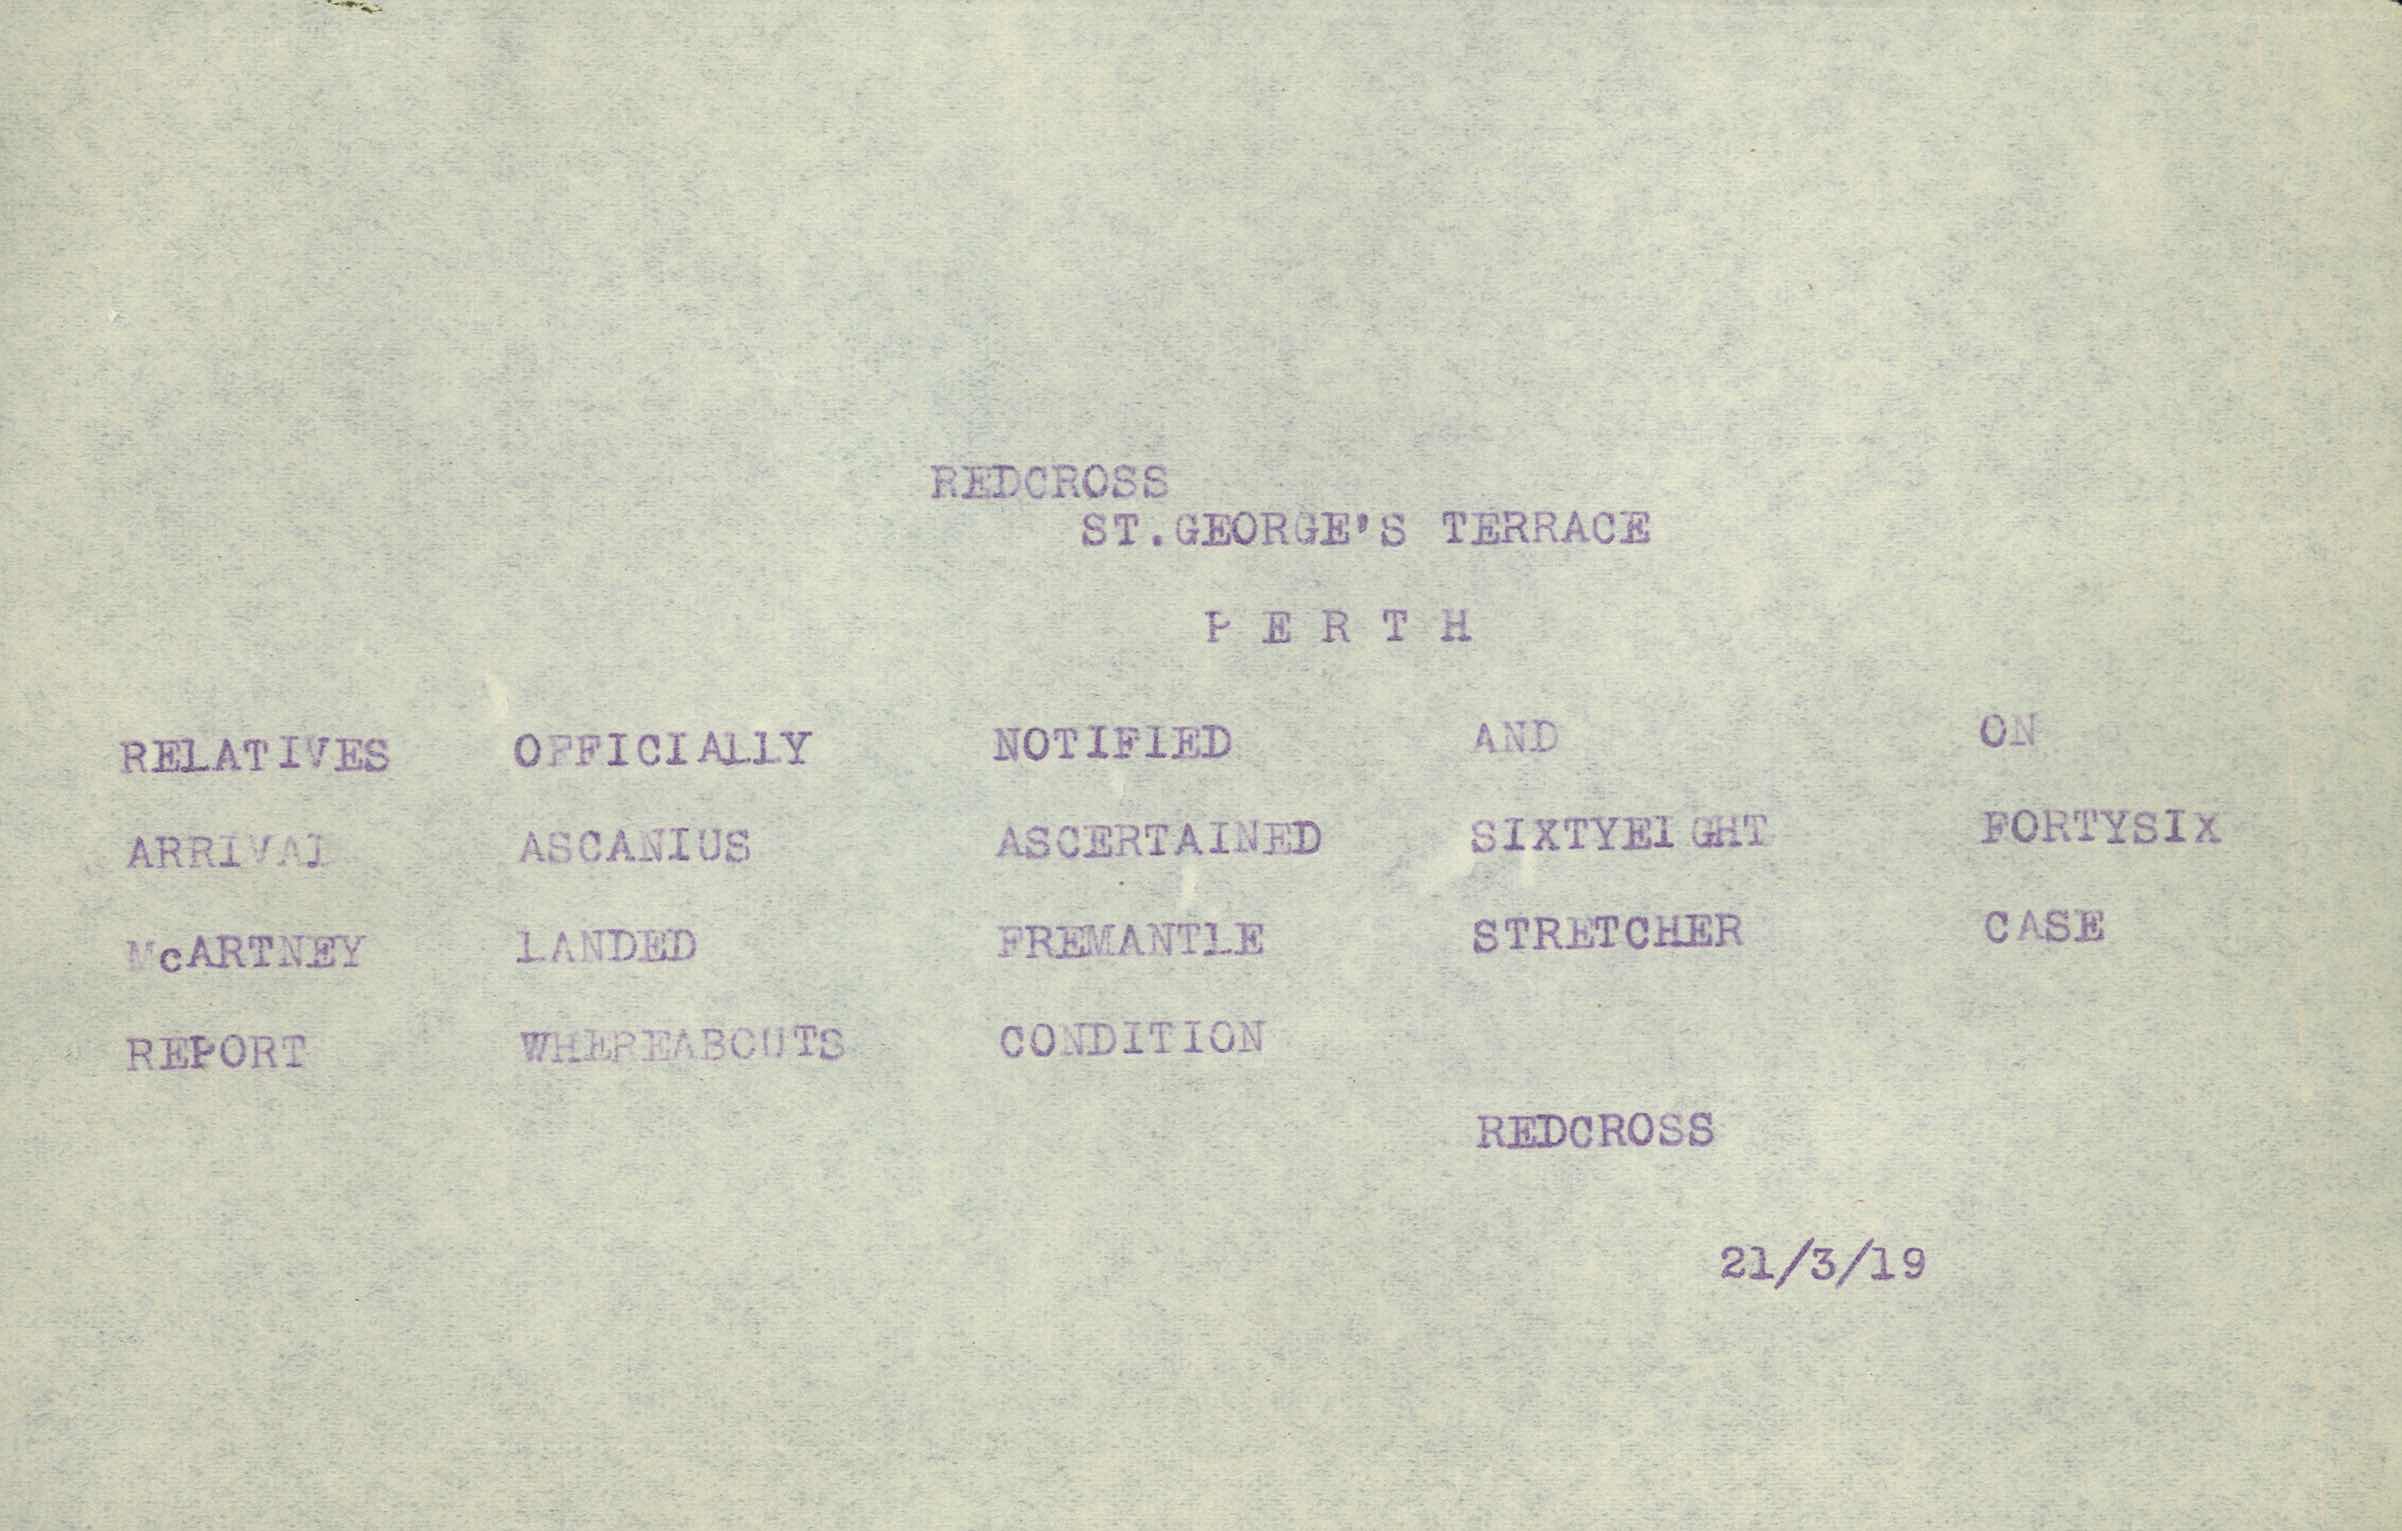 REDCROSS
ST.GEORGE'S TERRACE
P E R T H
RELATIVES OFFICIALLY NOTIFIED AND ON
ARRIVAL ASCANIUS ASCERTAINED SIXTYEIGHT FORTYSIX
McARTNEY LANDED FREMANTLE STRETCHER CASE
REPORT WHEREABOUTS CONDITION
REDCROSS
21/3/19